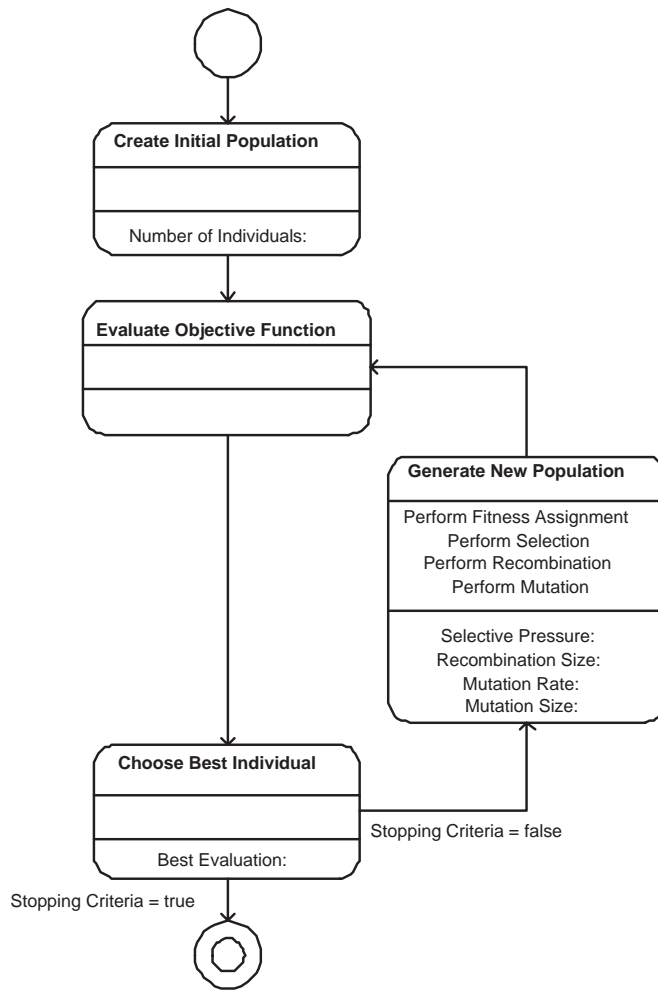 Create Initial Population
Number of Individuals:
Evaluate Objective Function
Generate New Population
Perform Fitness Assignment
Perform Selection
Perform Recombination
Perform Mutation
Selective Pressure:
Recombination Size:
Mutation Rate:
Mutation Size:
Choose Best Individual
Best Evaluation:
Stopping Criteria = false
Stopping Criteria = true